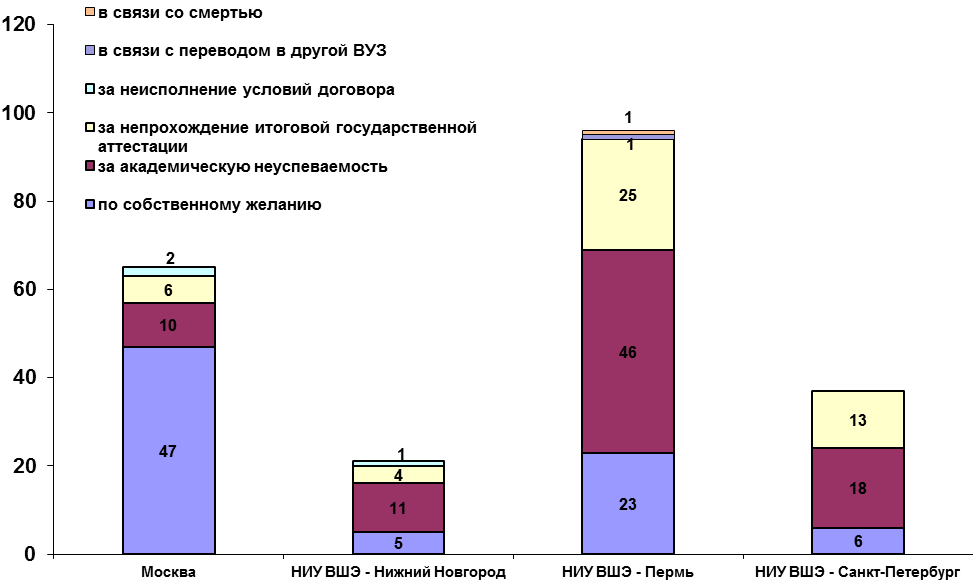 120
100
80
60
40
20
0
в связи со смертью
в связи с переводом в другой ВУЗ
за неисполнение условий договора
за непрохождение итоговой государственной
аттестации
за академическую неуспеваемость
по собственному желанию
2
6
10
47
1
4
11
5
1
1
25
46
23
13
18
6
Москва
НИУ ВШЭ - Нижний Новгород
НИУ ВШЭ - Пермь
НИУ ВШЭ - Санкт-Петербург